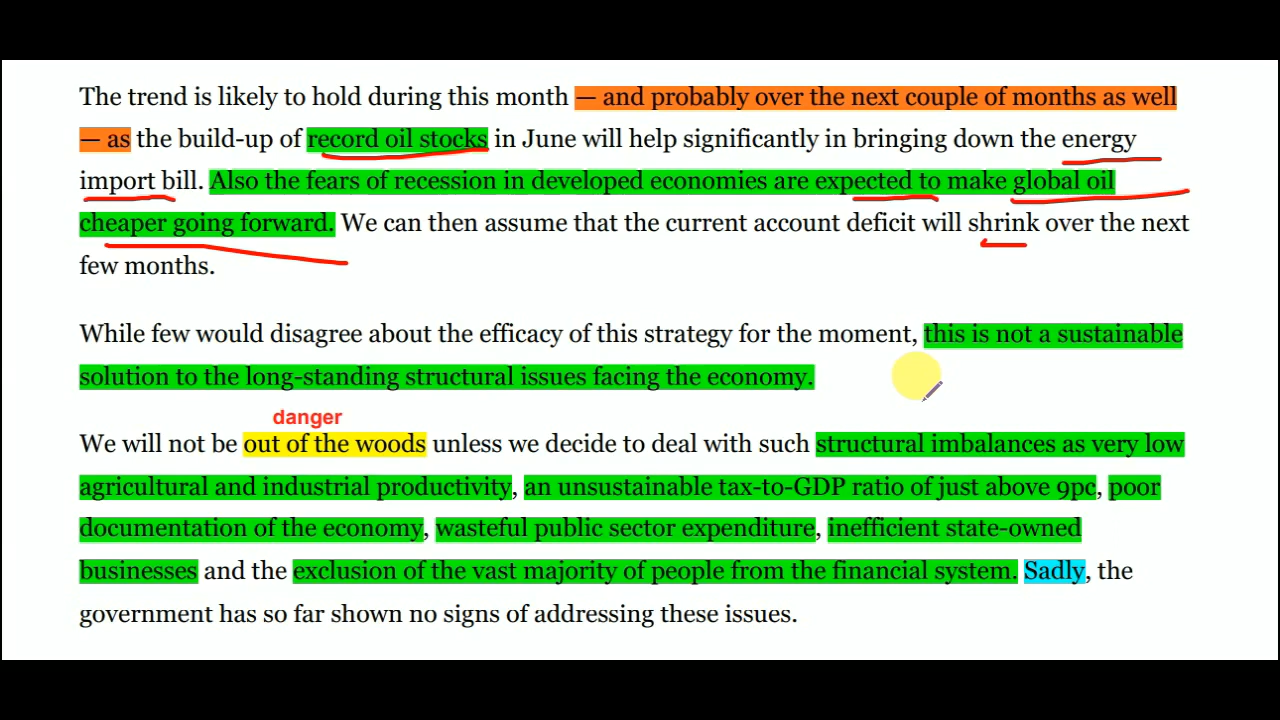 The trend is likely to hold during this month — and probably over the next couple of months as well
— as the build-up of record oil stocks in June will help significantly in bringing down the energy
import bill. Also the fears of recession in developed economies are expected to make global oil
cheaper going forward. We can then assume that the current account deficit will shrink over the next
few months.
While few would disagree about the efficacy of this strategy for the moment, this is not a sustainable
solution to the long-standing structural issues facing the economy.
danger
We will not be out of the woods unless we decide to deal with such structural imbalances as very low
agricultural and industrial productivity, an unsustainable tax-to-GDP ratio of just above 9pc, poor
documentation of the economy, wasteful public sector expenditure, inefficient state-owned
businesses and the exclusion of the vast majority of people from the financial system. Sadly, the
government has so far shown no signs of addressing these issues.